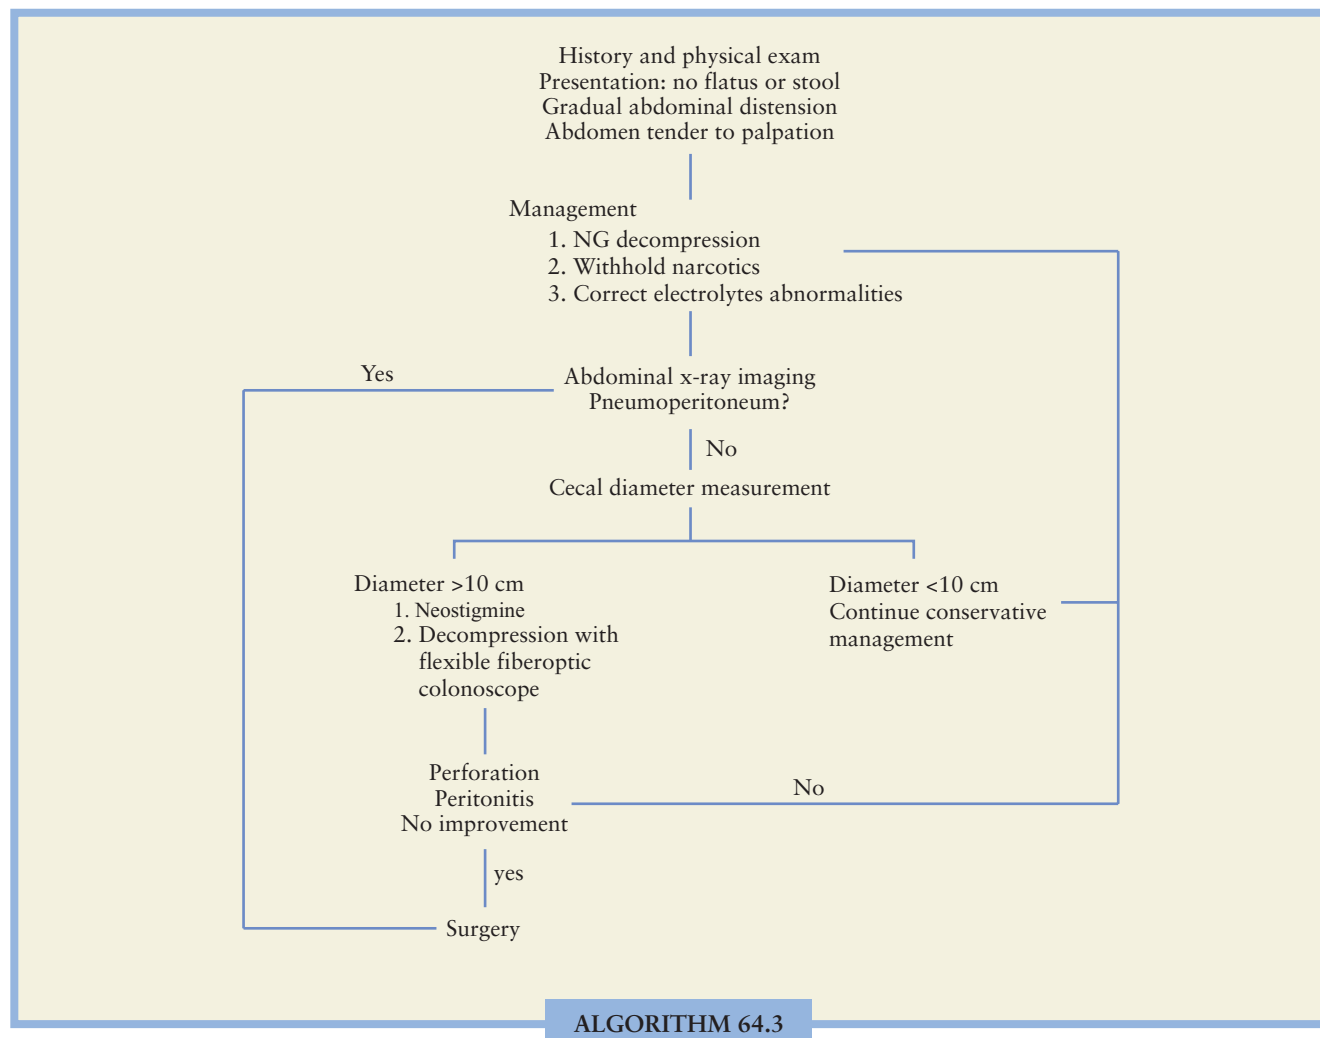 History and physical exam
Presentation: no flatus or stool
Gradual abdominal distension
Abdomen tender to palpation
Management
1. NG decompression
2. Withhold narcotics
3. Correct electrolytes abnormalities
Yes
Abdominal x-ray imaging
Pneumoperitoneum?
No
Cecal diameter measurement
Diameter >10 cm
1. Neostigmine
2. Decompression with
flexible fiberoptic
colonoscope
Diameter <10 cm
Continue conservative
management
Perforation
Peritonitis
No improvement
No
yes
Surgery
ALGORITHM 64.3